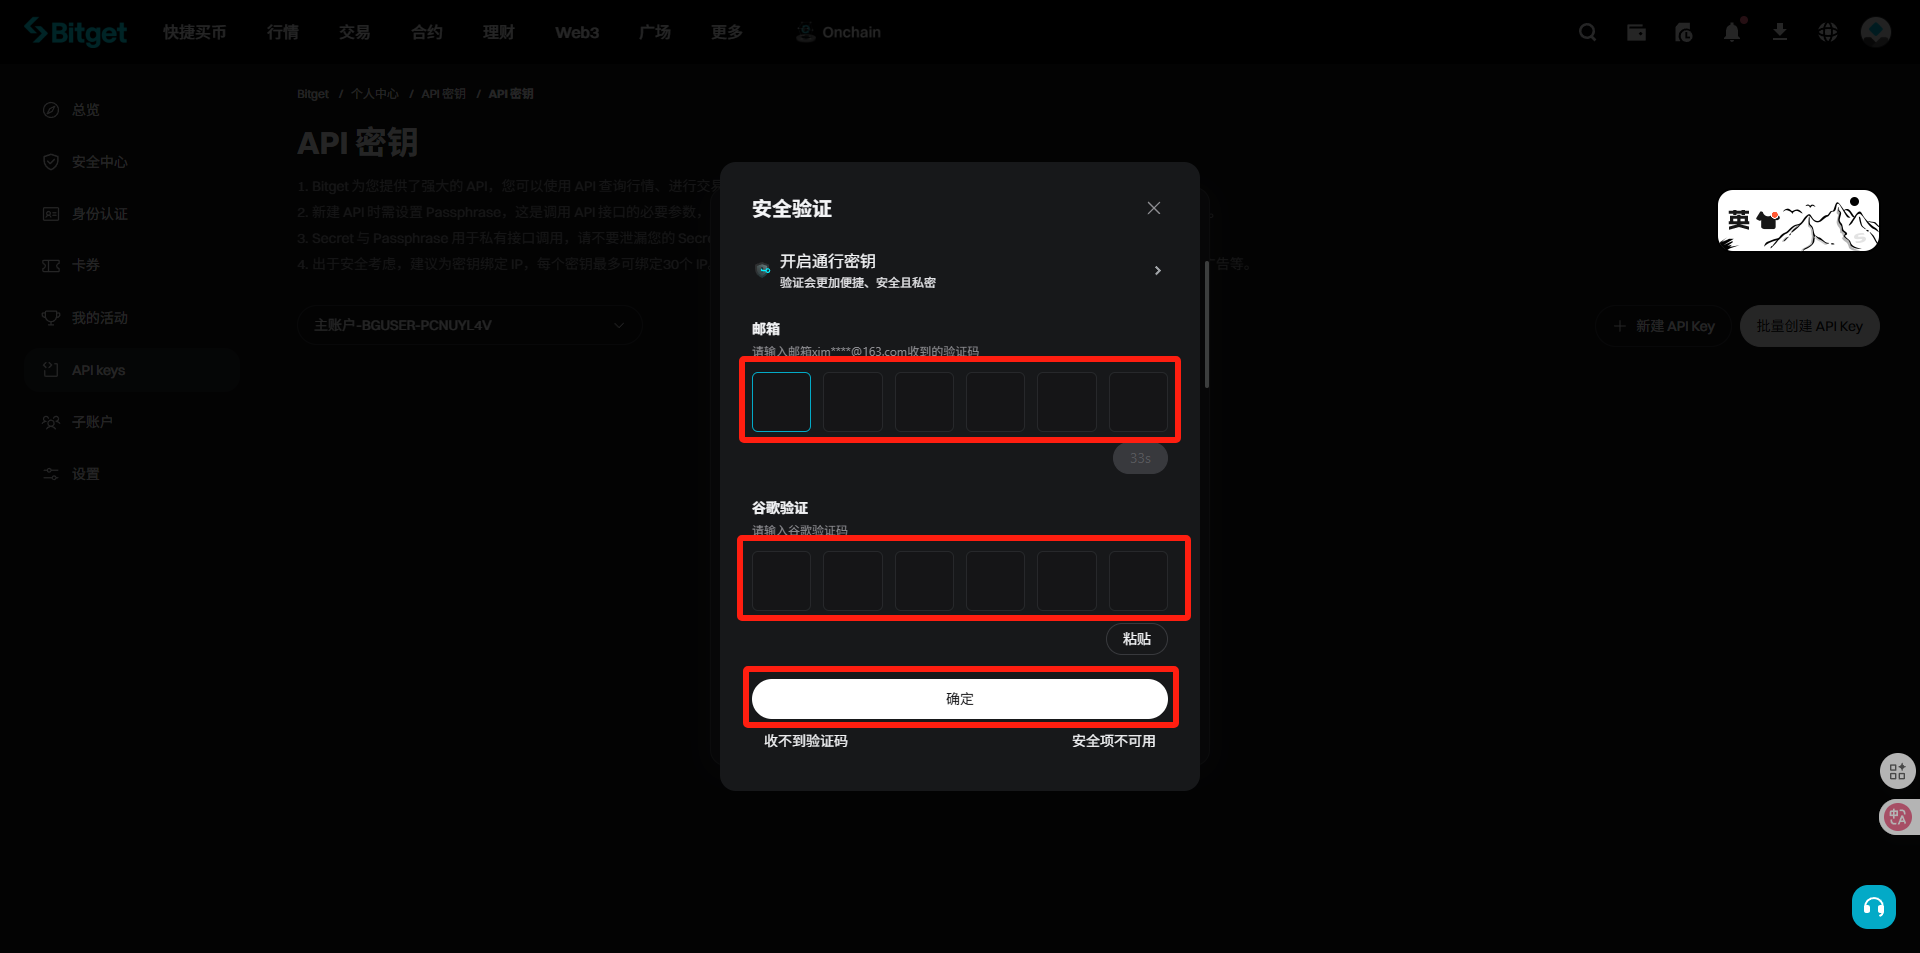 Bitget
快捷买币
行情
交易
合约
理财
Web3
广场
更多
Onchain
总览
安全中心
身份认证
卡券
我的活动
API keys
子账户
设置
Bitget / 个人中心 / API 密钥 / API 密钥
API 密钥
1. Bitget 为您提供了强大的 API，您可以使用 API 查询行情、进行交易
2. 新建 API 时需设置 Passphrase，这是调用 API 接口的必要参数，
3. Secret 与 Passphrase 用于私有接口调用，请不要泄漏您的 Secr
4. 出于安全考虑，建议为密钥绑定 IP，每个密钥最多可绑定30个 IP。
告等。
主账户-BGUSER-PCNUYL4V
新建 API Key
批量创建 API Key
安全验证
开启通行密钥
验证会更加便捷、安全且私密
邮箱
请输入邮箱xim****@163.com收到的验证码
33s
谷歌验证
请输入谷歌验证码
粘贴
确定
收不到验证码
安全项不可用
英
中
A